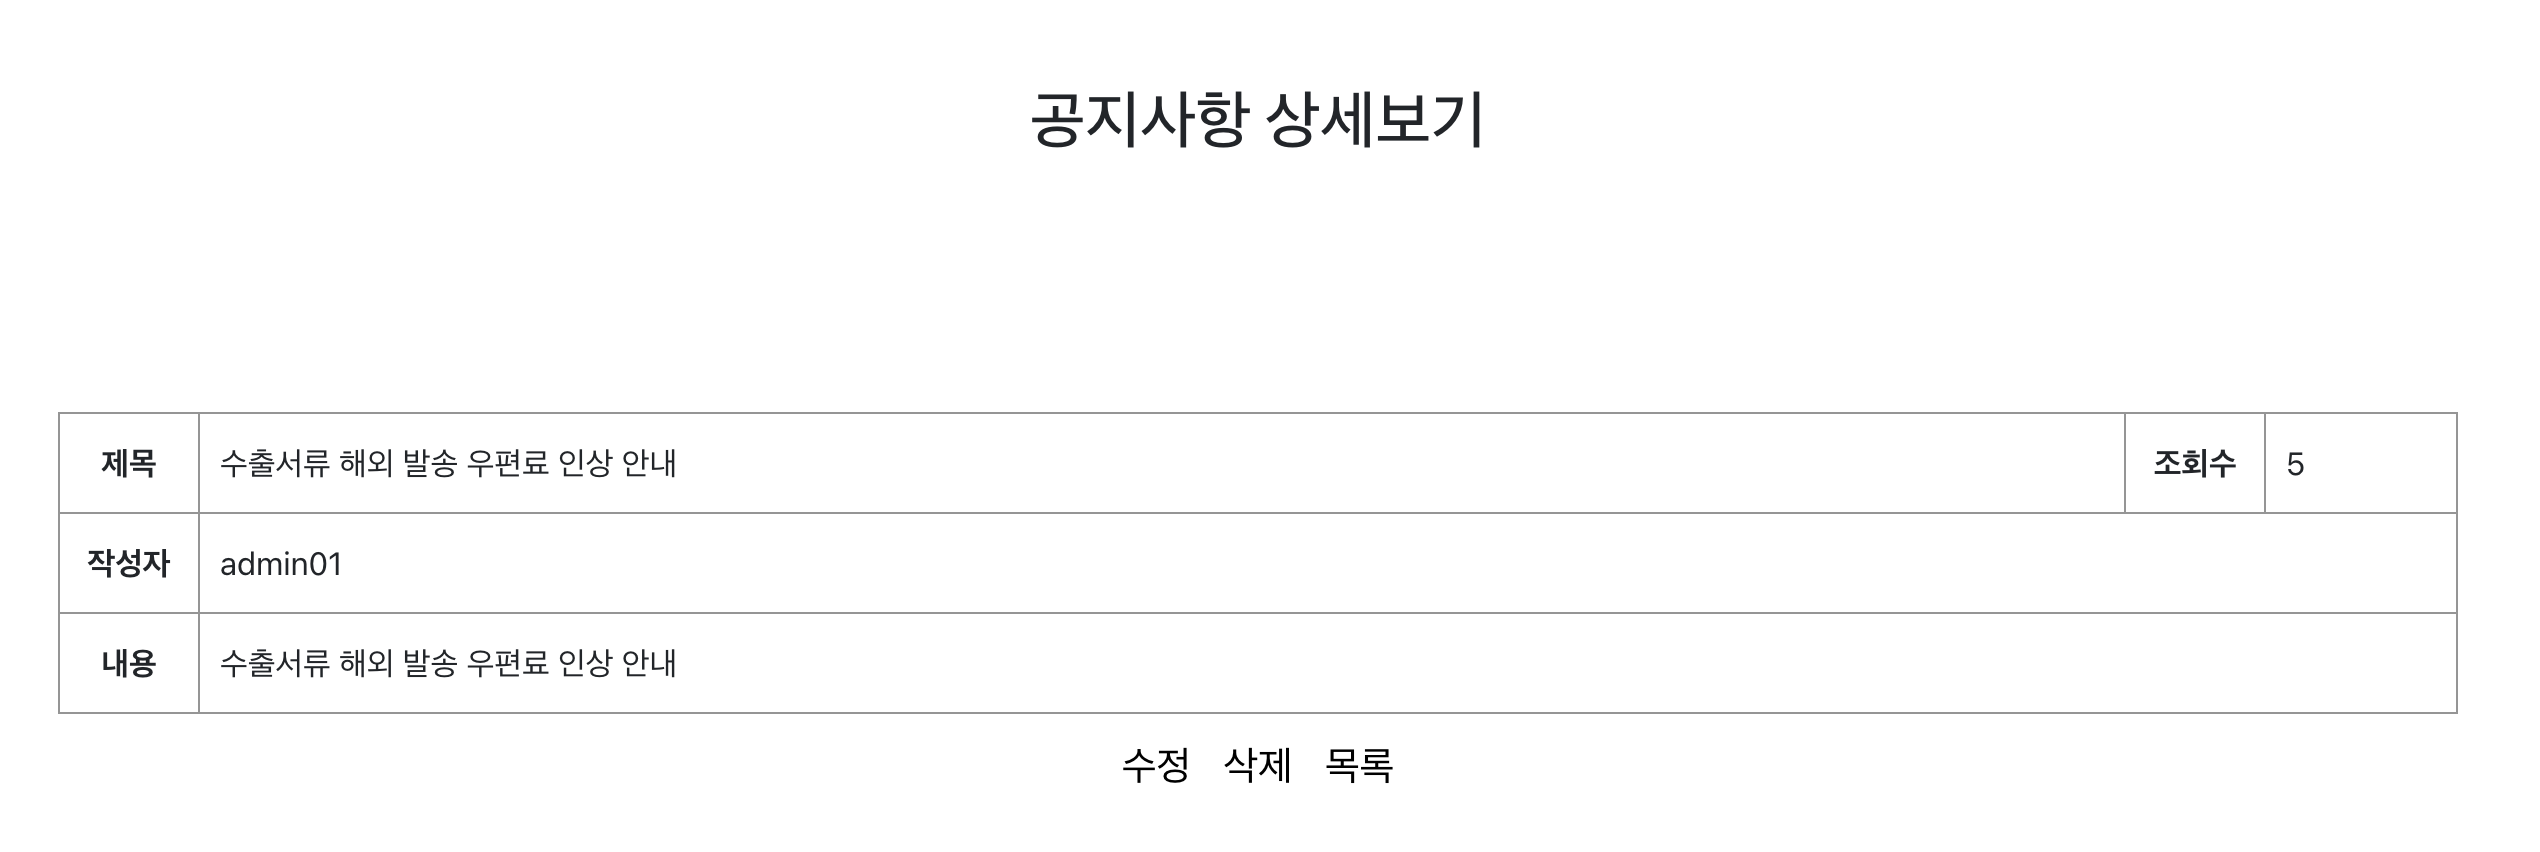 공지사항 상세보기
제목 수출서류 해외 발송 우편료 인상 안내 조회수 5
작성자 admin01
내용 수출서류 해외 발송 우편료 인상 안내
수정 삭제 목록